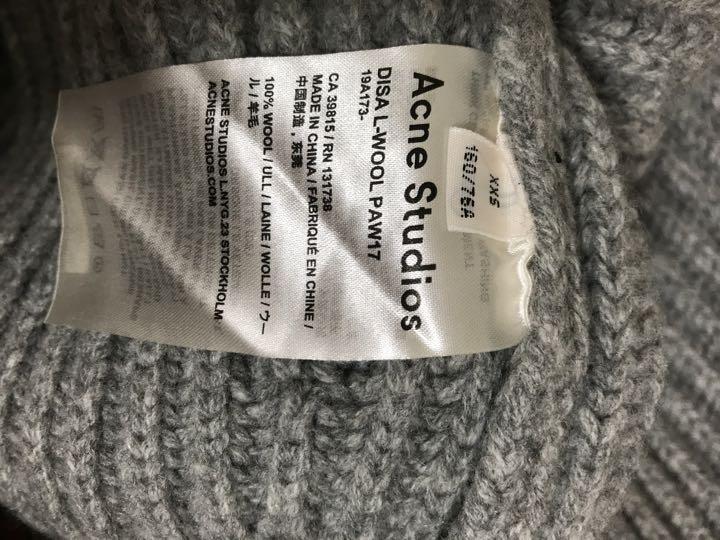 XXS
160/76A
Acne Studios
DISA L-WOOL PAW17
19A173-
CA 39815 / RN 131738
MADE IN CHINA / FABRIQUÉ EN CHINE /
中国制造，东莞
100% WOOL / ULL / LAINE / WOLLE / ウー
ル / 羊毛
ACNE STUDIOS LNYG.23 STOCKHOLM
ACNESTUDIOS.COM